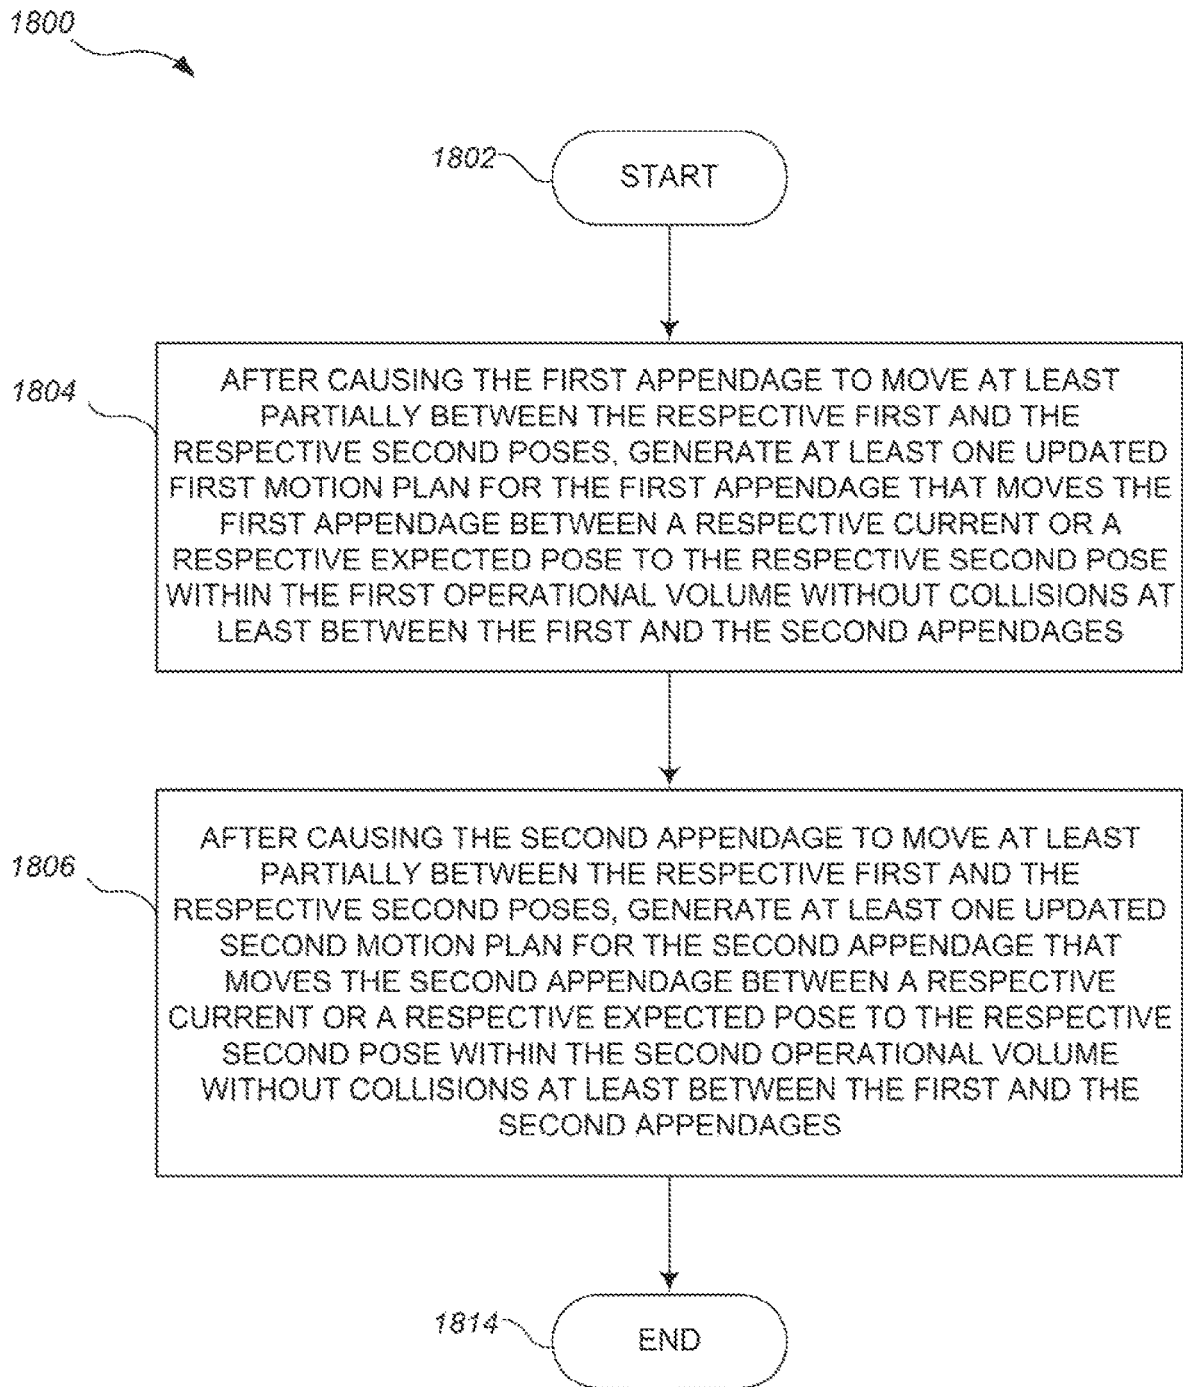 1800
1802
START
1804
AFTER CAUSING THE FIRST APPENDAGE TO MOVE AT LEAST
PARTIALLY BETWEEN THE RESPECTIVE FIRST AND THE
RESPECTIVE SECOND POSES, GENERATE AT LEAST ONE UPDATED
FIRST MOTION PLAN FOR THE FIRST APPENDAGE THAT MOVES THE
FIRST APPENDAGE BETWEEN A RESPECTIVE CURRENT OR A
RESPECTIVE EXPECTED POSE TO THE RESPECTIVE SECOND POSE
WITHIN THE FIRST OPERATIONAL VOLUME WITHOUT COLLISIONS AT
LEAST BETWEEN THE FIRST AND THE SECOND APPENDAGES
1806
AFTER CAUSING THE SECOND APPENDAGE TO MOVE AT LEAST
PARTIALLY BETWEEN THE RESPECTIVE FIRST AND THE
RESPECTIVE SECOND POSES, GENERATE AT LEAST ONE UPDATED
SECOND MOTION PLAN FOR THE SECOND APPENDAGE THAT
MOVES THE SECOND APPENDAGE BETWEEN A RESPECTIVE
CURRENT OR A RESPECTIVE EXPECTED POSE TO THE RESPECTIVE
SECOND POSE WITHIN THE SECOND OPERATIONAL VOLUME
WITHOUT COLLISIONS AT LEAST BETWEEN THE FIRST AND THE
SECOND APPENDAGES
1814
END